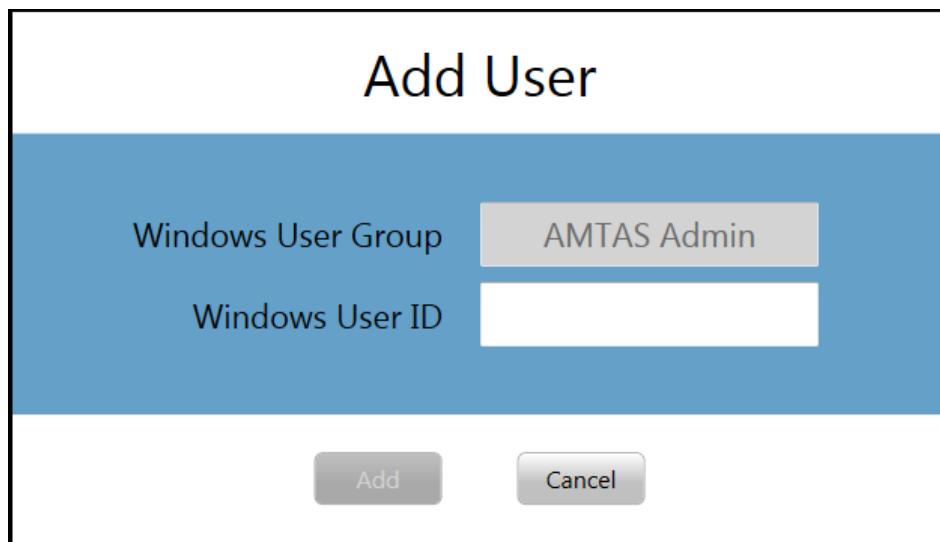 Add User
Windows User Group AMTAS Admin
Windows User ID
Add Cancel